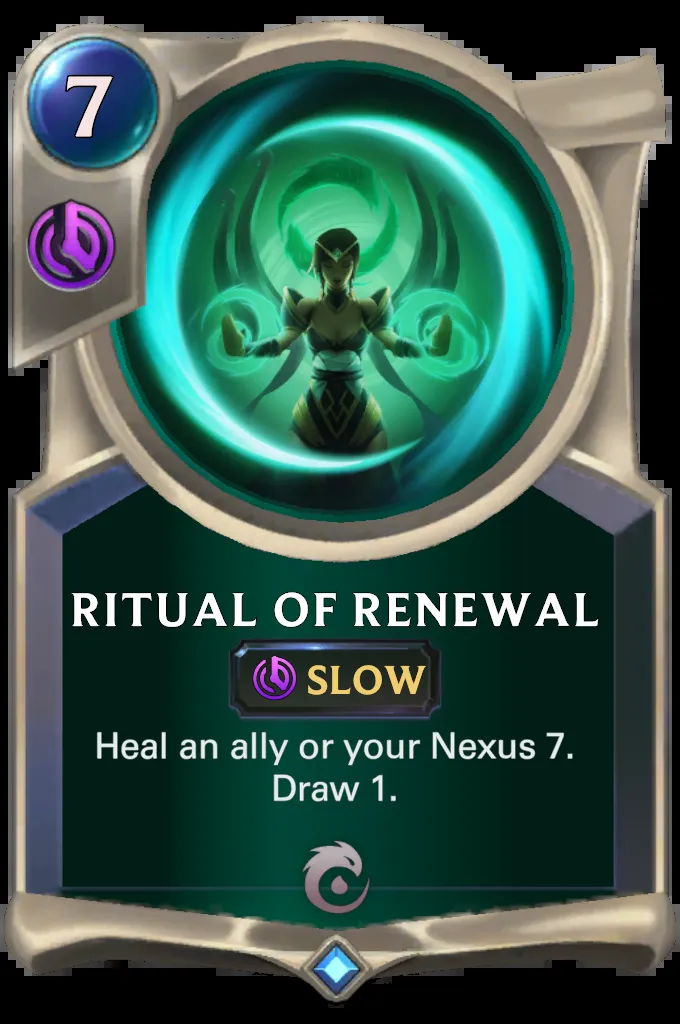 7
RITUAL OF RENEWAL
SLOW
Heal an ally or your Nexus 7.
Draw 1.